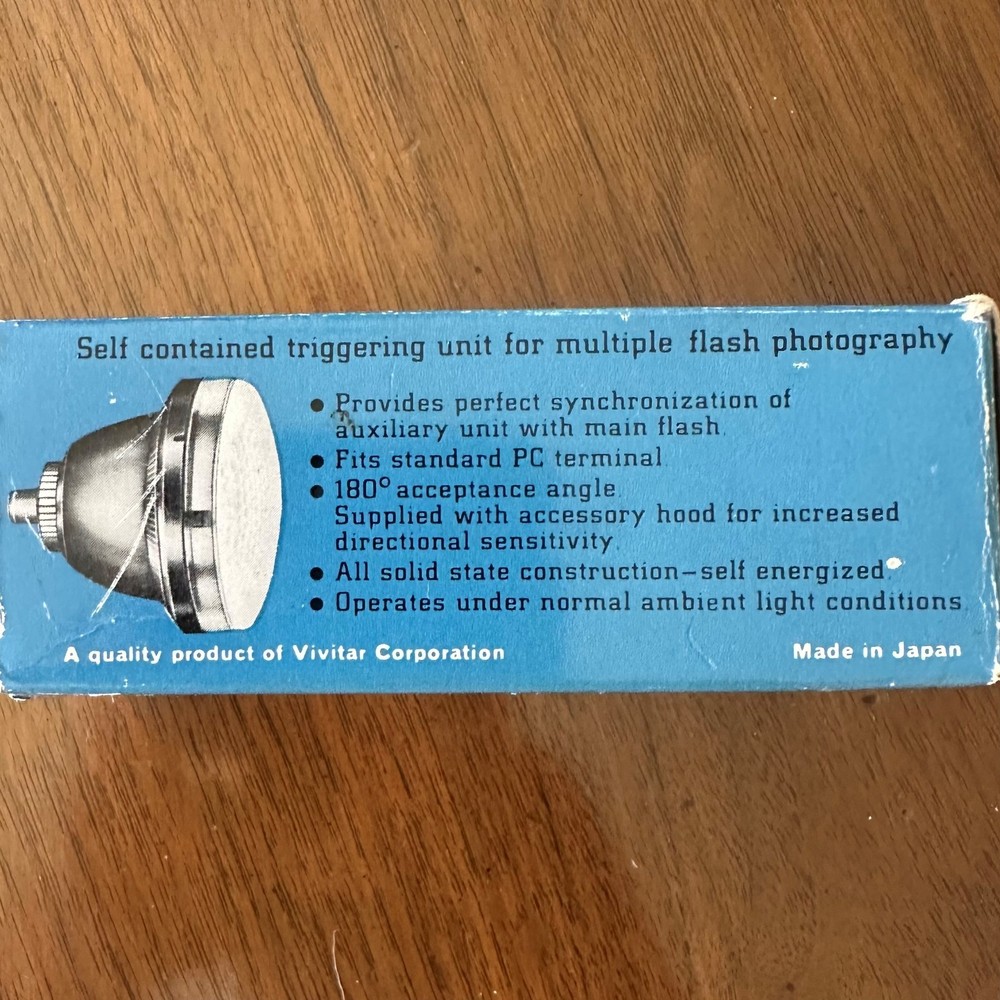 Self contained triggering unit for multiple flash photography
• Provides perfect synchronization of
auxiliary unit with main flash.
• Fits standard PC terminal.
• 180° acceptance angle.
Supplied with accessory hood for increased
directional sensitivity.
• All solid state construction–self energized.
• Operates under normal ambient light conditions.
A quality product of Vivitar Corporation
Made in Japan